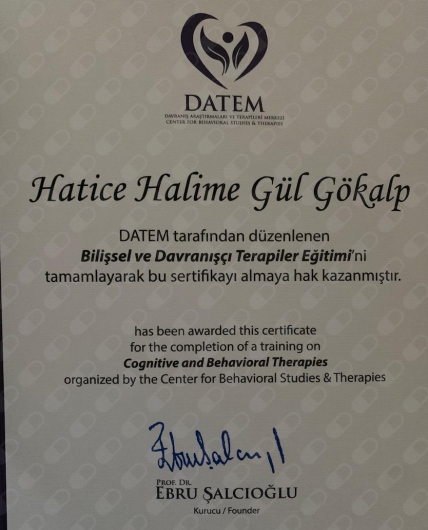 DATEM
DAVRANIŞ ARAŞTIRMALARI VE TERAPİLERİ MERKEZİ
CENTER FOR BEHAVIORAL STUDIES & THERAPIES
Hatice Halime Gül Gökalp
DATEM tarafından düzenlenen
Bilişsel ve Davranışçı Terapiler Eğitimi'ni
tamamlayarak bu sertifikayı almaya hak kazanmıştır.
has been awarded this certificate
for the completion of a training on
Cognitive and Behavioral Therapies
organized by the Center for Behavioral Studies & Therapies
EbruŞalcıoğl
PROF. DR.
EBRU ŞALCIOĞLU
Kurucu / Founder